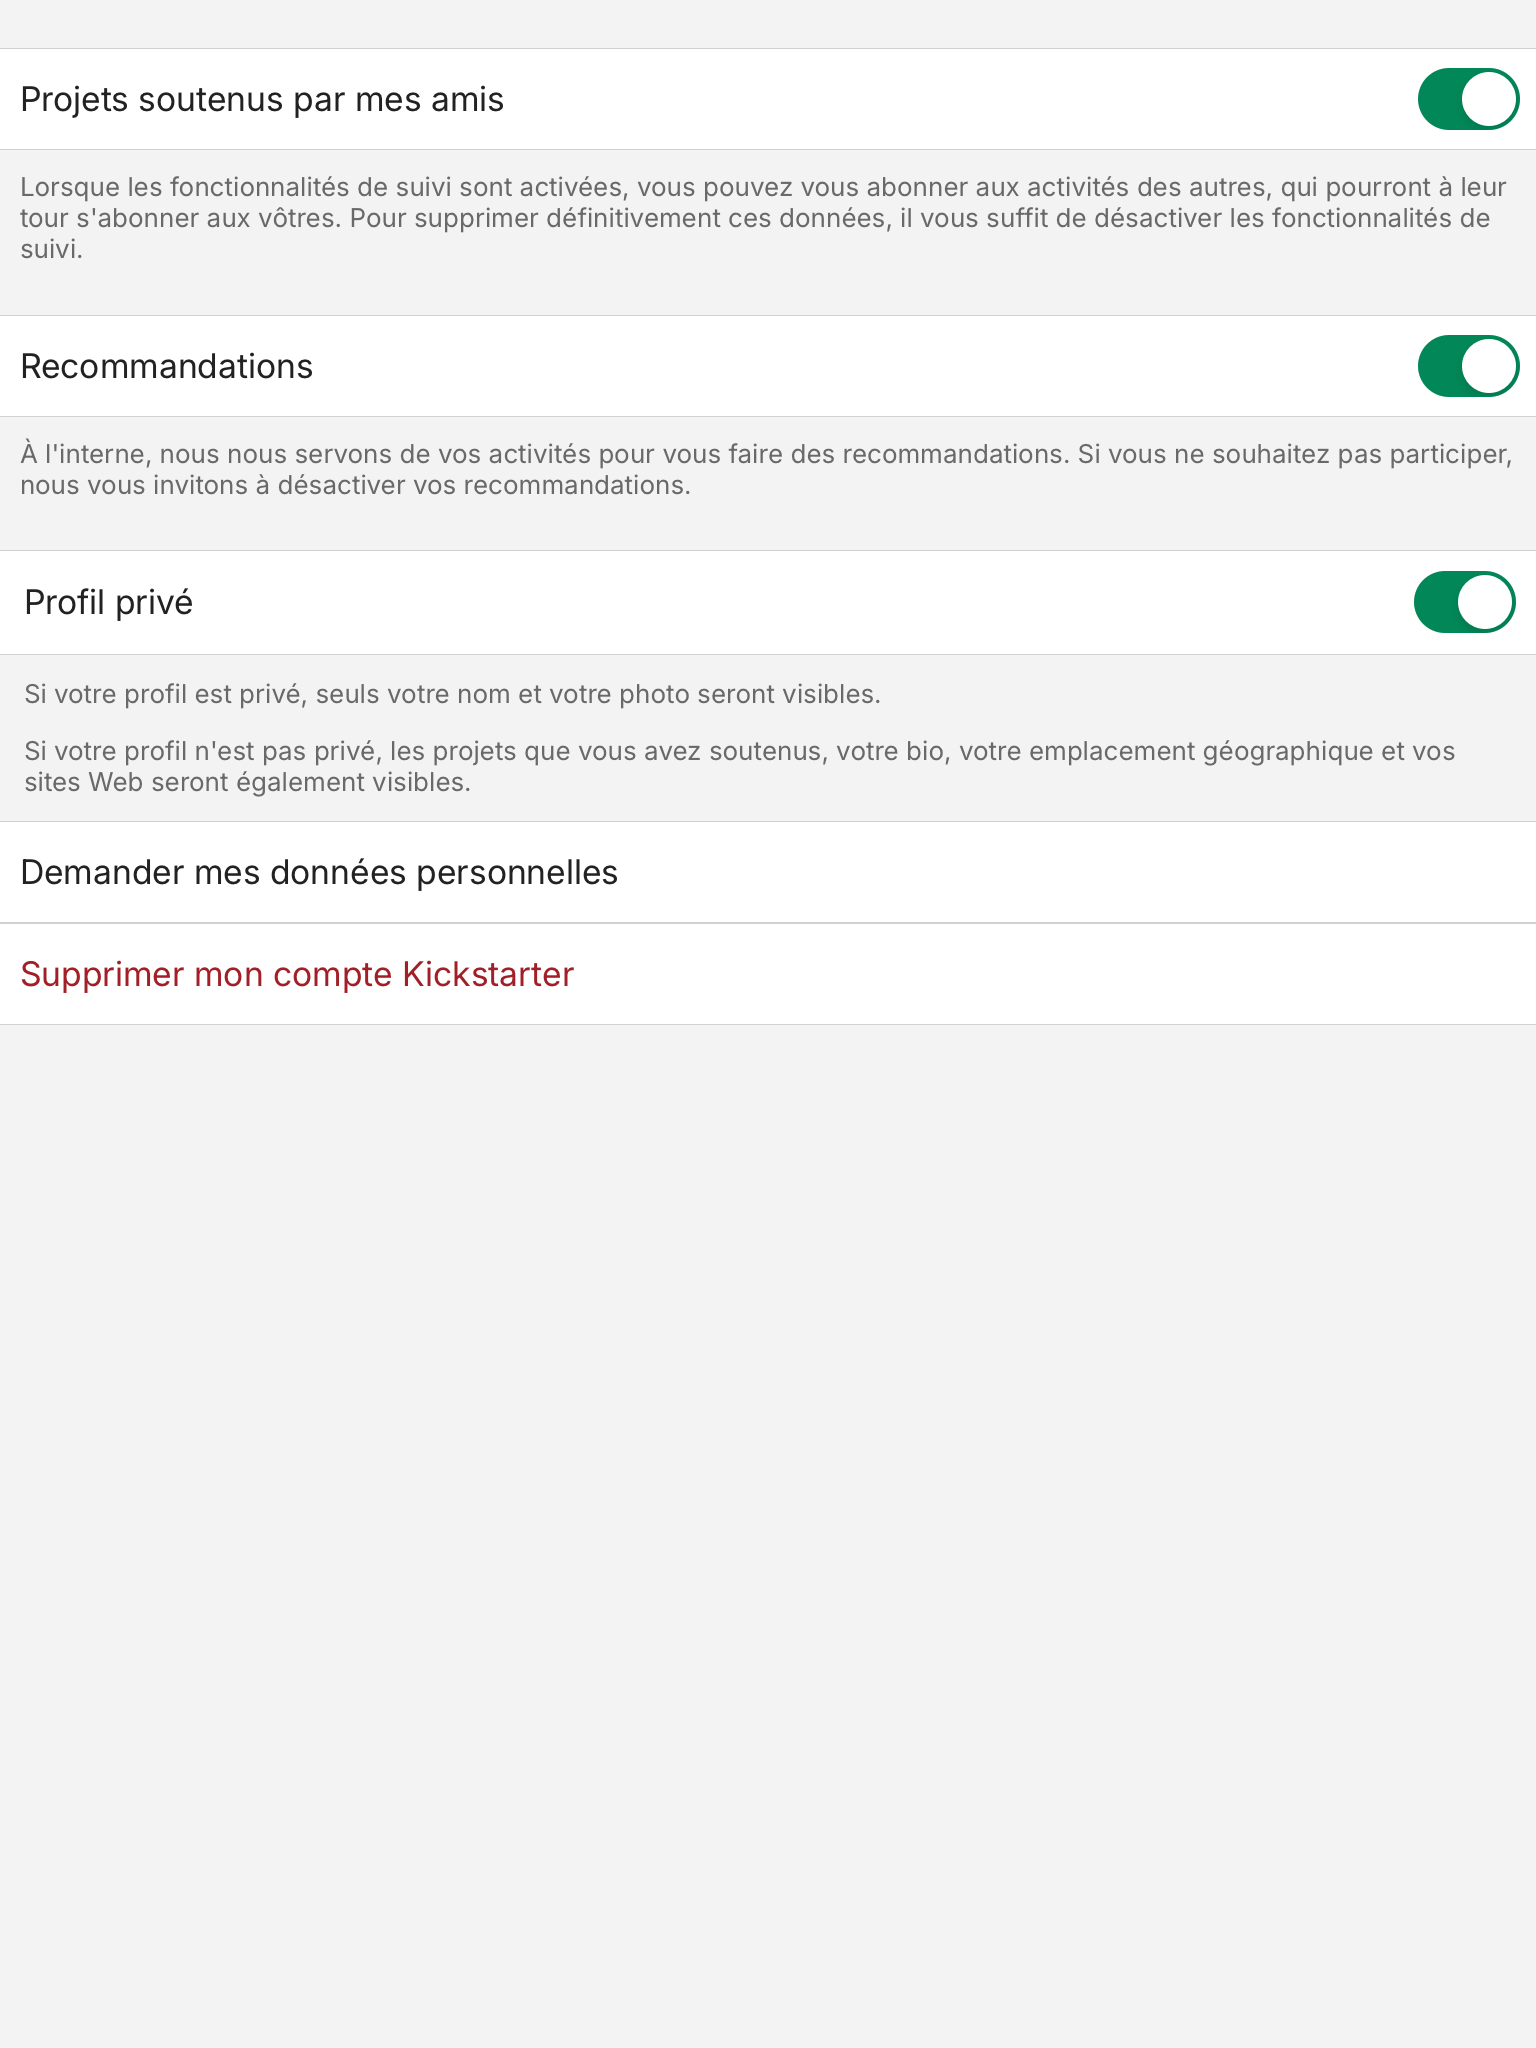 Projets soutenus par mes amis
Lorsque les fonctionnalités de suivi sont activées, vous pouvez vous abonner aux activités des autres, qui pourront à leur
tour s'abonner aux vôtres. Pour supprimer définitivement ces données, il vous suffit de désactiver les fonctionnalités de
suivi.
Recommandations
À l'interne, nous nous servons de vos activités pour vous faire des recommandations. Si vous ne souhaitez pas participer,
nous vous invitons à désactiver vos recommandations.
Profil privé
Si votre profil est privé, seuls votre nom et votre photo seront visibles.
Si votre profil n'est pas privé, les projets que vous avez soutenus, votre bio, votre emplacement géographique et vos
sites Web seront également visibles.
Demander mes données personnelles
Supprimer mon compte Kickstarter